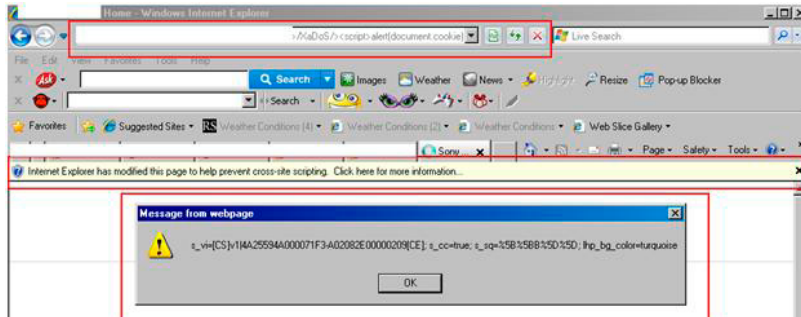 Home - Windows Internet Explorer
>/XaDoS/><script>alert(document.cookie) Live Search
File Edit View Favorites Tools Help
Ask Search Images Weather News Highlight Resize Pop-up Blocker
Search
Favorites Suggested Sites RS Weather Conditions (4) Weather Conditions (2) Weather Conditions Web Slice Gallery
Sony ... x Page Safety Tools
Internet Explorer has modified this page to help prevent cross-site scripting. Click here for more information...
Message from webpage
s_vi=[CS]v1|4A25594A000071F3-A02082E00000209[CE]; s_cc=true; s_sq=%5B%5BB%5D%5D; lhp_bg_color=turquoise
OK